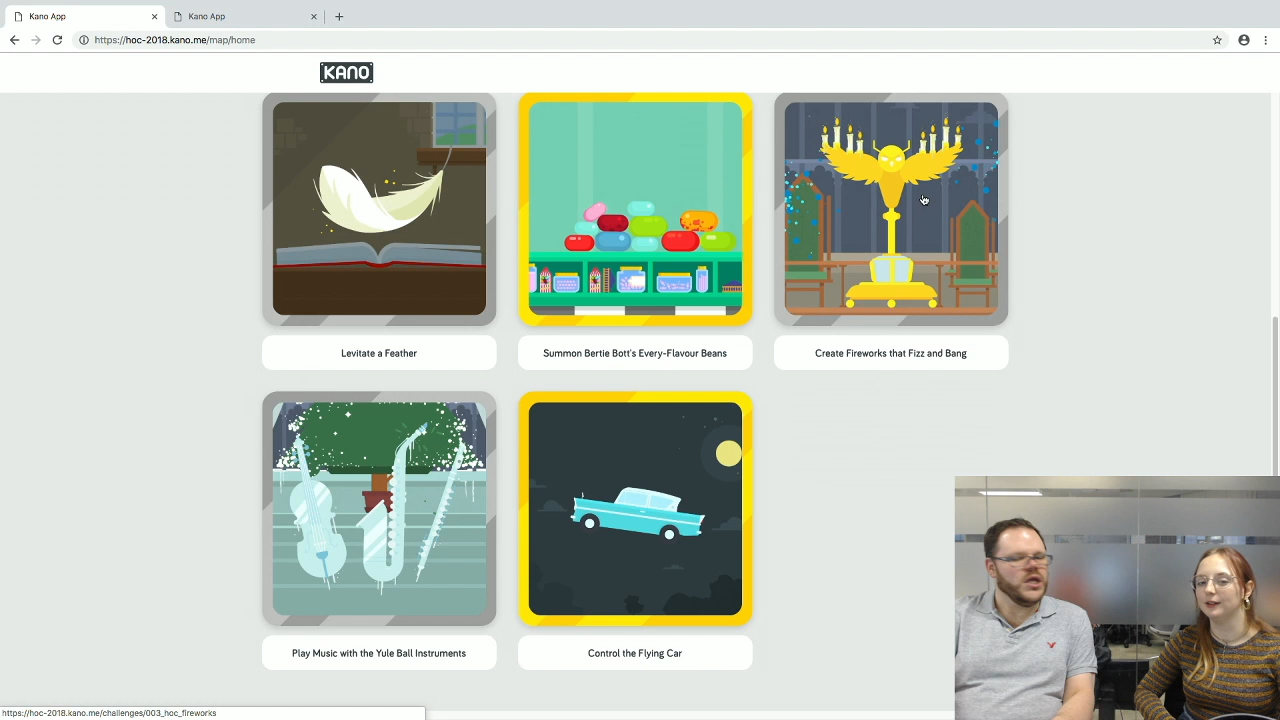 Kano App
Kano App
https://hoc-2018.kano.me/map/home
KANO
Levitate a Feather
Summon Bertie Bott's Every-Flavour Beans
Create Fireworks that Fizz and Bang
Play Music with the Yule Ball Instruments
Control the Flying Car
https://hoc-2018.kano.me/challenges/003_hoc_fireworks